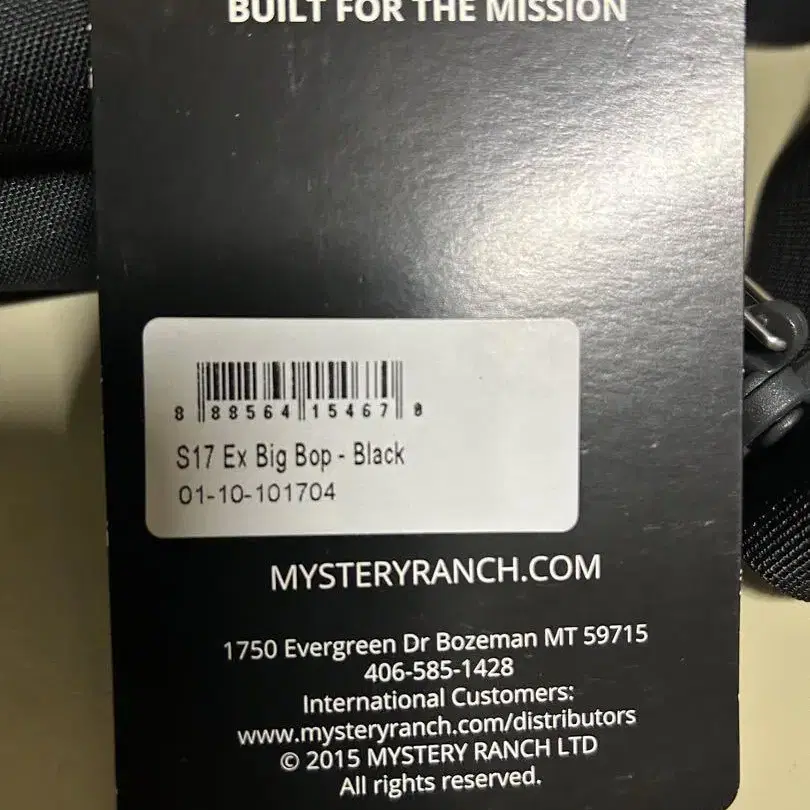 BUILT FOR THE MISSION
8 88564 15467 0
S17 Ex Big Bop - Black
01-10-101704
MYSTERYRANCH.COM
1750 Evergreen Dr Bozeman MT 59715
406-585-1428
International Customers:
www.mysteryranch.com/distributors
© 2015 MYSTERY RANCH LTD
All rights reserved.